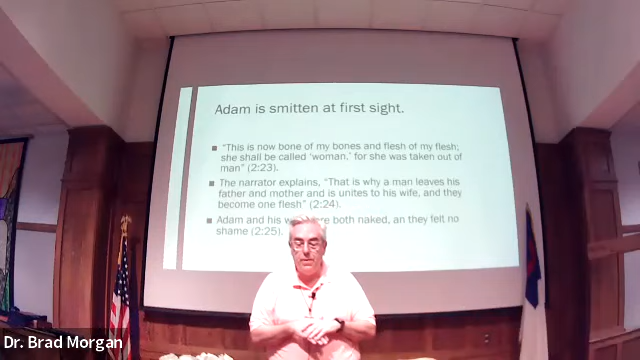 Adam is smitten at first sight.
"This is now bone of my bones and flesh of my flesh;
she shall be called 'woman,' for she was taken out of
man" (2:23).
The narrator explains, "That is why a man leaves his
father and mother and is unites to his wife, and they
become one flesh" (2:24).
Adam and his were both naked, an they felt no
shame (2:25).
Dr. Brad Morgan